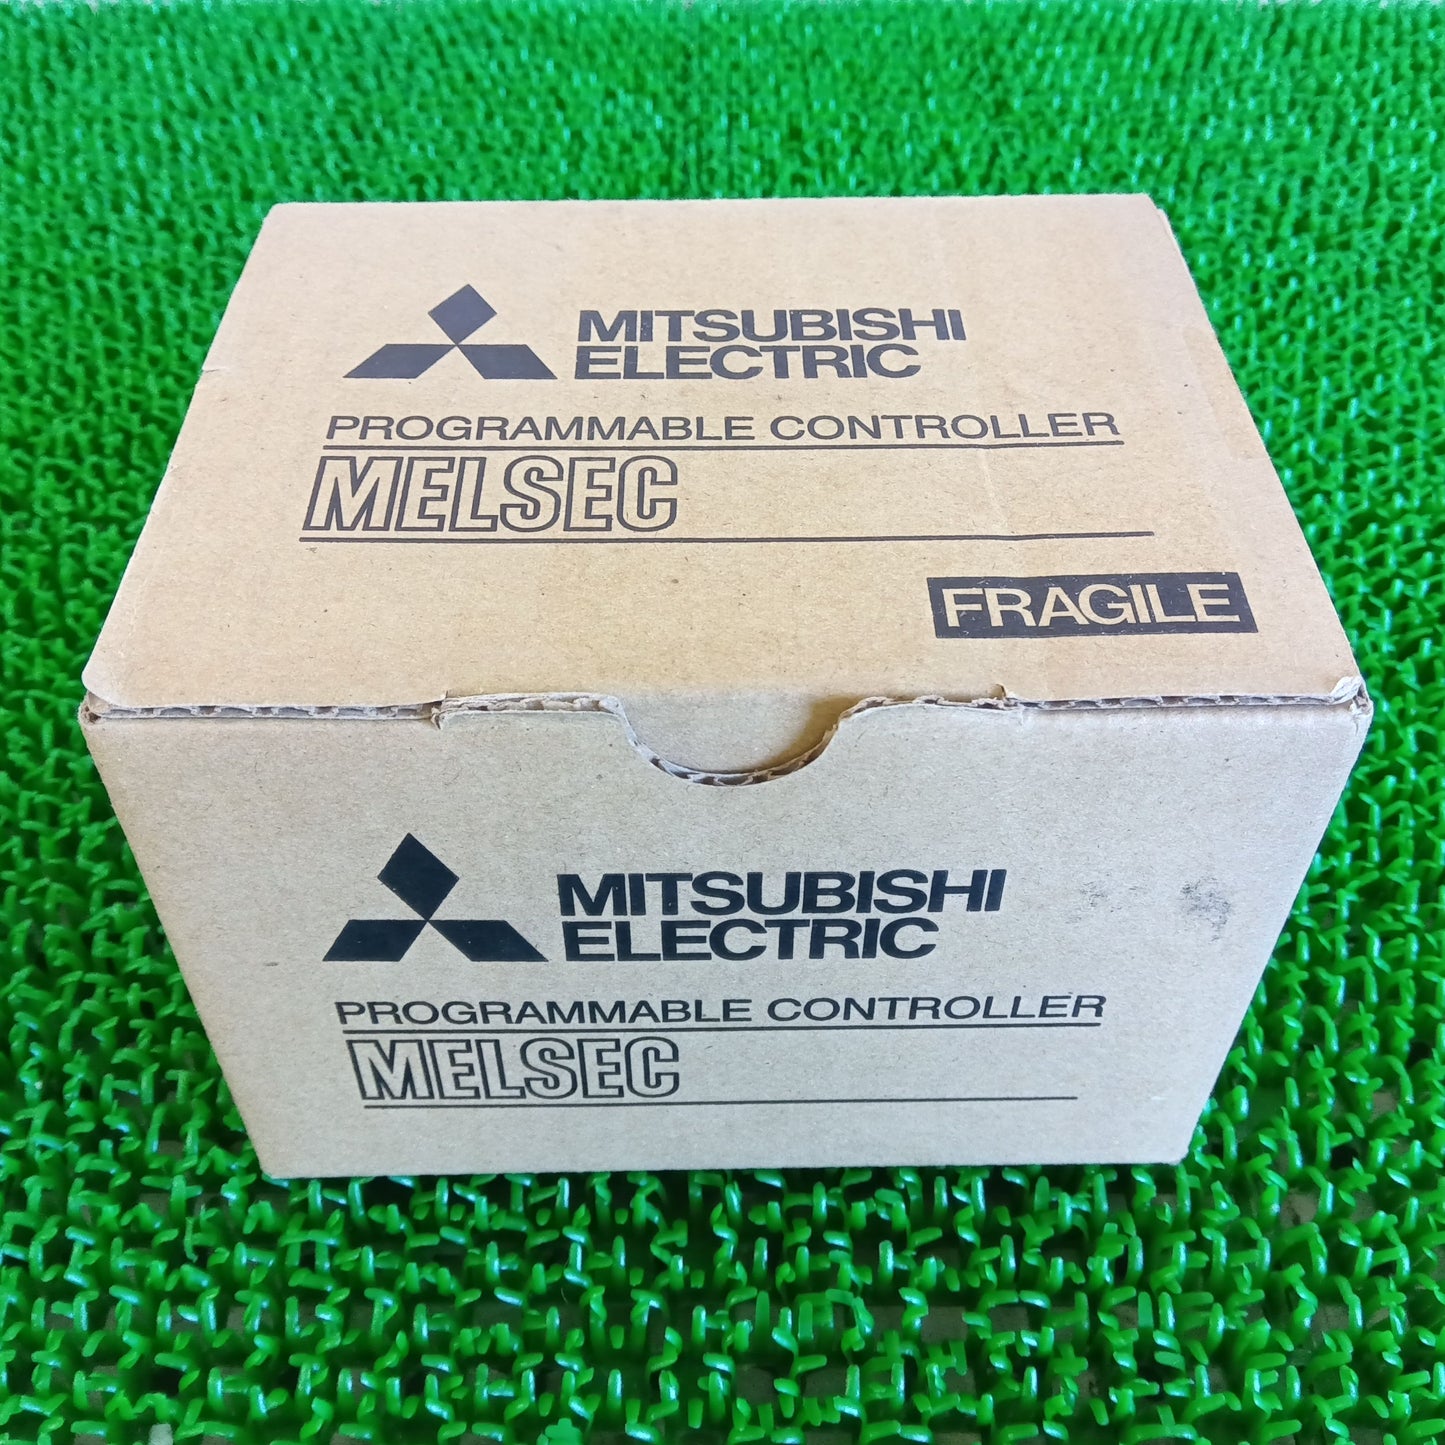 MITSUBISHI
ELECTRIC
PROGRAMMABLE CONTROLLER
MELSEC
FRAGILE
MITSUBISHI
ELECTRIC
PROGRAMMABLE CONTROLLER
MELSEC